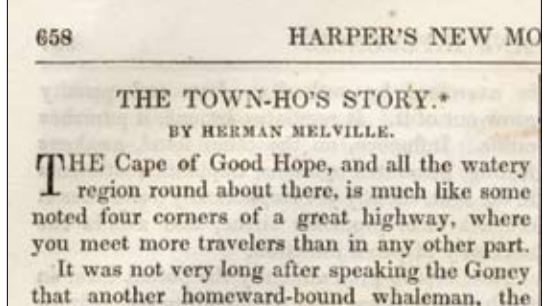 658 HARPER'S NEW MO
THE TOWN-HO'S STORY.*
BY HERMAN MELVILLE.
THE Cape of Good Hope, and all the watery
region round about there, is much like some
noted four corners of a great highway, where
you meet more travelers than in any other part.
It was not very long after speaking the Goney
that another homeward-bound whaleman, the